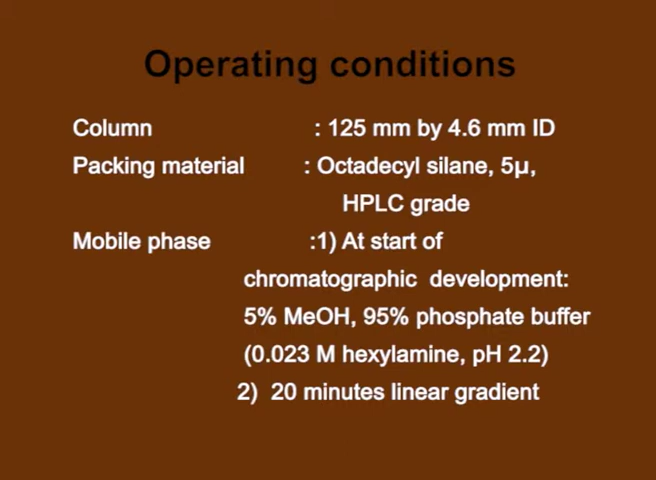 Operating conditions
Column : 125 mm by 4.6 mm ID
Packing material : Octadecyl silane, 5µ,
HPLC grade
Mobile phase :1) At start of
chromatographic development:
5% MeOH, 95% phosphate buffer
(0.023 M hexylamine, pH 2.2)
2) 20 minutes linear gradient